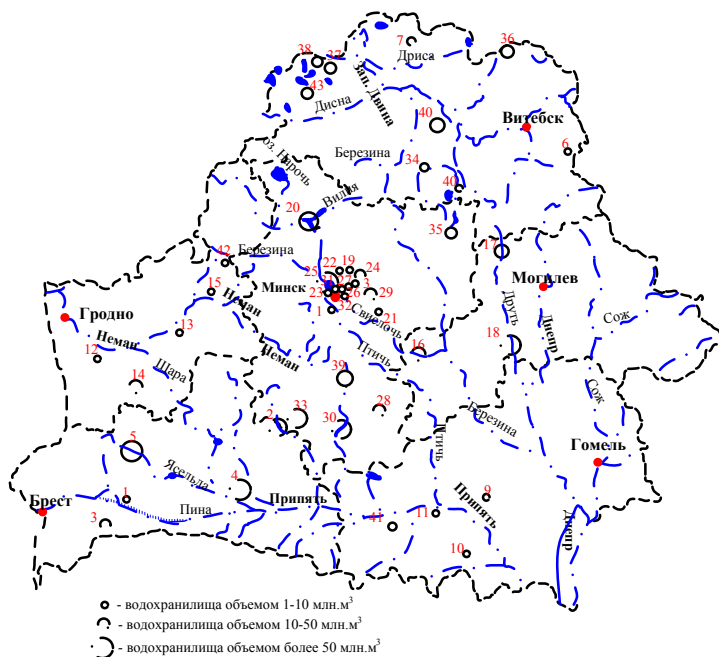 36
7
Дриса
38
37
Зап. Двина
43
Дисна
40
Витебск
6
Березина
34
оз. Нарочь
40
Вилия
20
35
17
Березина
42
22
19
24
25
Минск
31
27
3
Могилев
15
23
26
29
Неман
32
1
Свислочь
21
Гродно
Друть
Днепр
Сож
13
18
Неман
Птичь
16
12
Неман
Шара
39
14
Сож
28
33
2
30
Березина
Птичь
5
Гомель
Ясельда
4
Брест
1
Припять
9
Пина
Припять
3
11
41
Днепр
10
- водохранилища объемом 1-10 млн.м³
- водохранилища объемом 10-50 млн.м³
- водохранилища объемом более 50 млн.м³